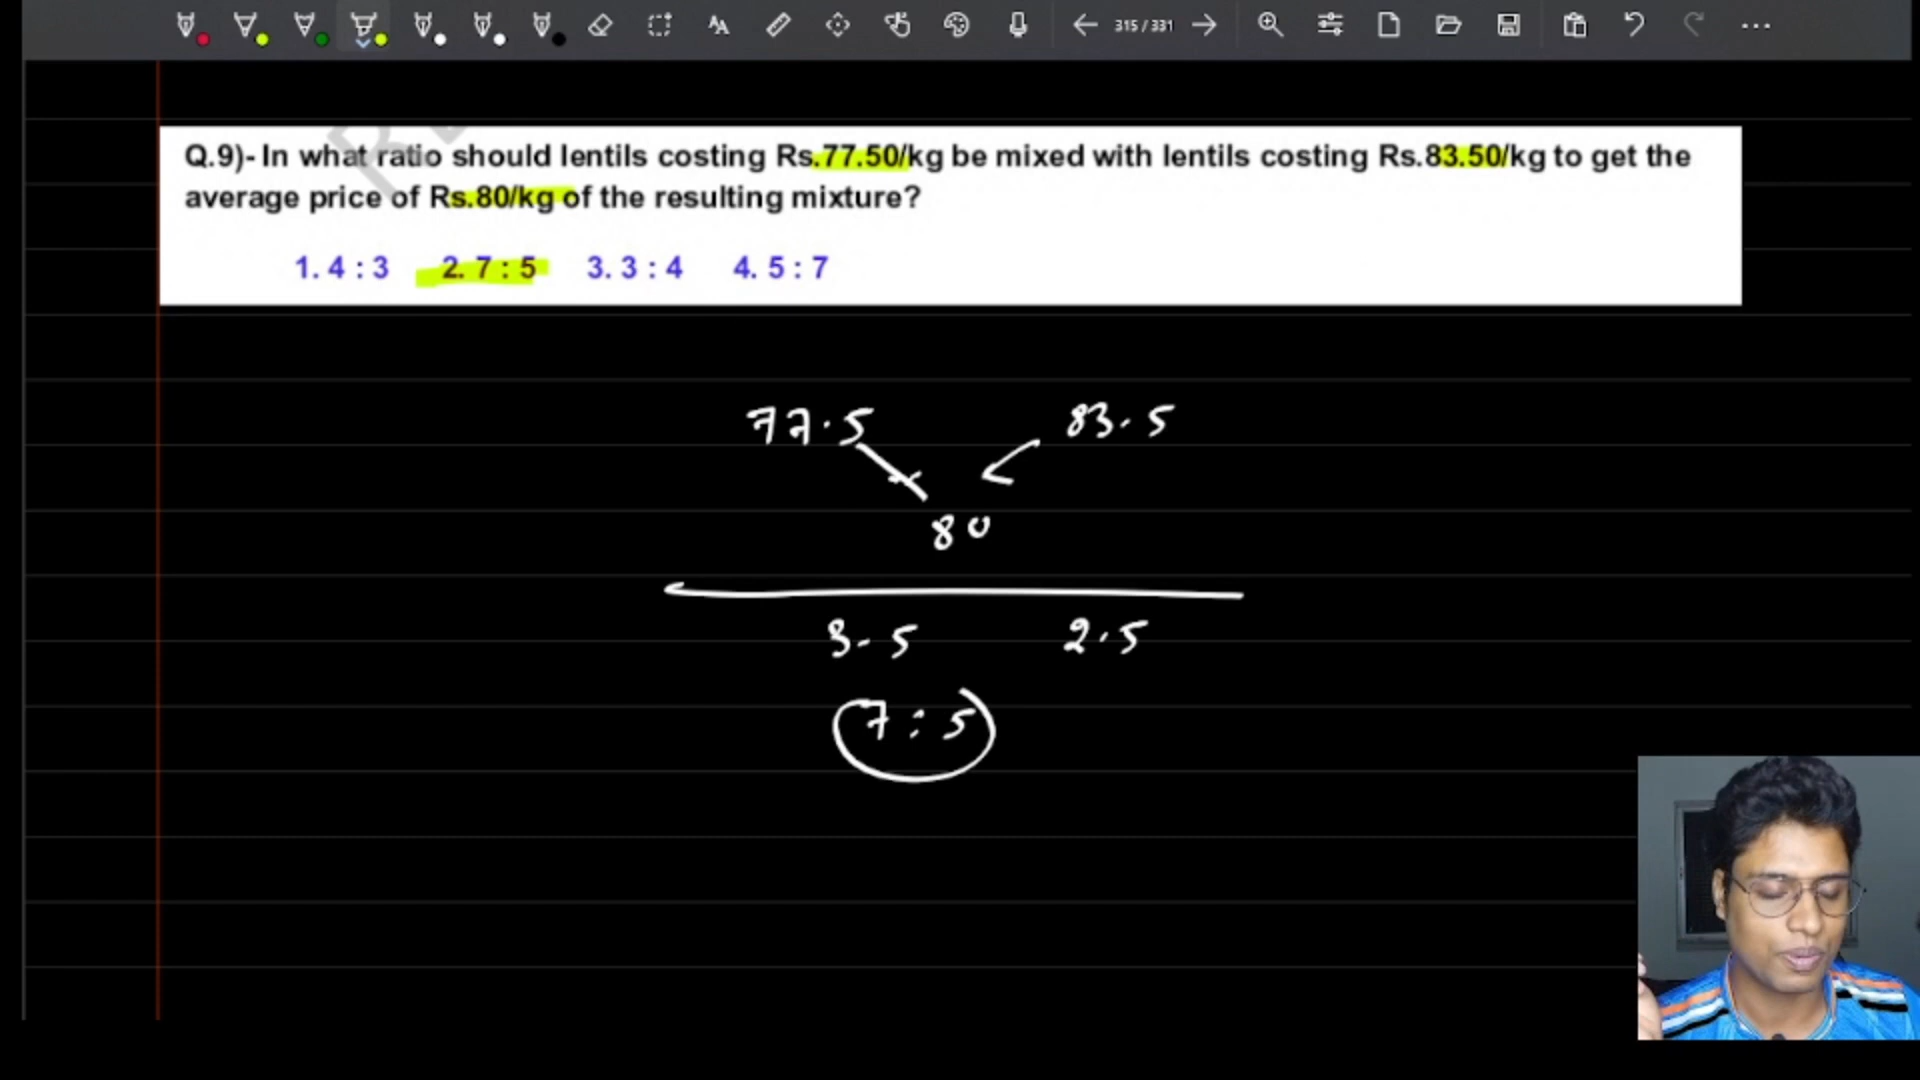 315 / 331
Q.9)- In what ratio should lentils costing Rs.77.50/kg be mixed with lentils costing Rs.83.50/kg to get the
average price of Rs.80/kg of the resulting mixture?
1. 4 : 3 2. 7 : 5 3. 3 : 4 4. 5 : 7
77.5 83.5
80
3.5 2.5
7 : 5